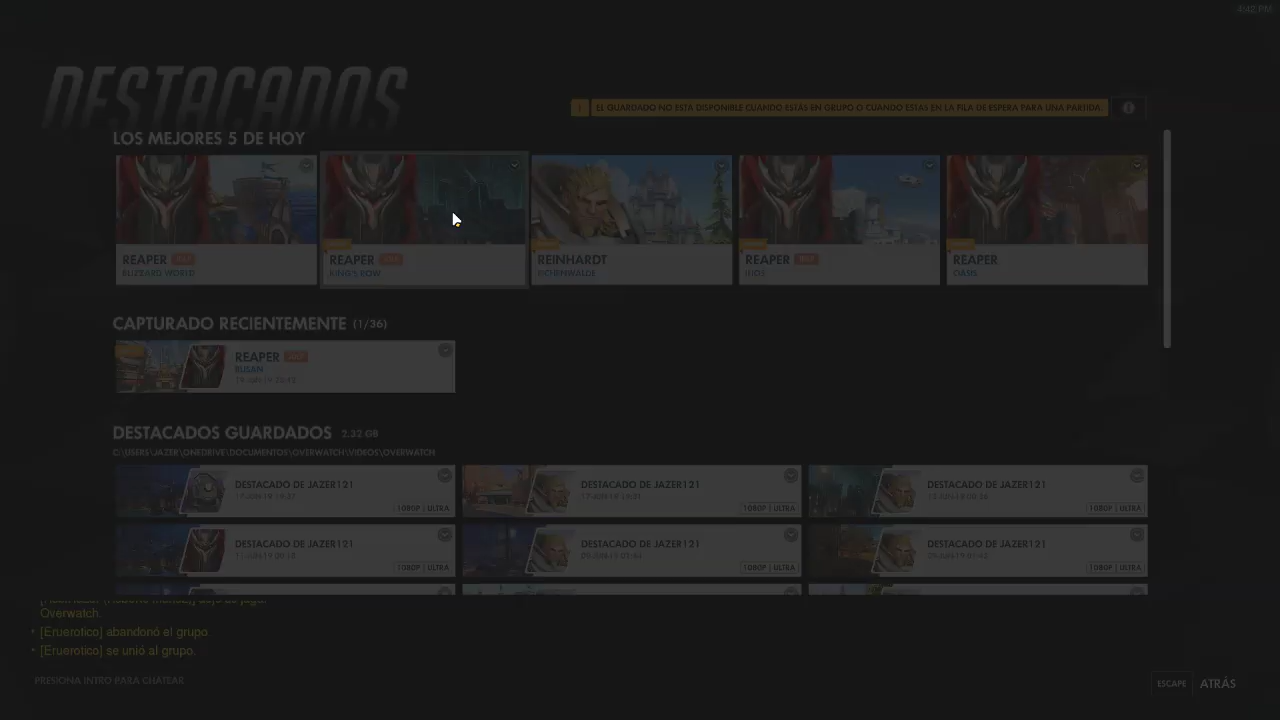 4:42 PM
DESTACADOS
! EL GUARDADO NO ESTÁ DISPONIBLE CUANDO ESTÁS EN GRUPO O CUANDO ESTÁS EN LA FILA DE ESPERA PARA UNA PARTIDA.
LOS MEJORES 5 DE HOY
REAPER
BLIZZARD WORLD
REAPER
KING'S ROW
REINHARDT
EICHENWALDE
REAPER
ILIOS
REAPER
OASIS
CAPTURADO RECIENTEMENTE (1/36)
REAPER
BUSAN
DESTACADOS GUARDADOS 2.32 GB
C:\USERS\JAZER\ONEDRIVE\DOCUMENTOS\OVERWATCH\VIDEOS\OVERWATCH
DESTACADO DE JAZER121
1080P | ULTRA
DESTACADO DE JAZER121
1080P | ULTRA
DESTACADO DE JAZER121
1080P | ULTRA
DESTACADO DE JAZER121
1080P | ULTRA
DESTACADO DE JAZER121
1080P | ULTRA
DESTACADO DE JAZER121
1080P | ULTRA
Overwatch.
• [Eruerotico] abandonó el grupo.
• [Eruerotico] se unió al grupo.
PRESIONA INTRO PARA CHATEAR
ESCAPE ATRÁS